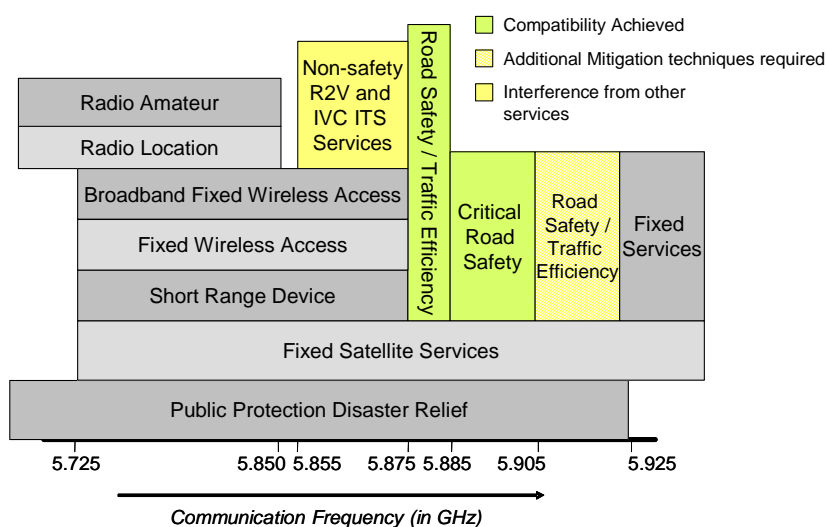 Compatibility Achieved
Additional Mitigation techniques required
Interference from other
services
Non-safety
R2V and
IVC ITS
Services
Road Safety / Traffic Efficiency
Radio Amateur
Radio Location
Broadband Fixed Wireless Access
Fixed Wireless Access
Short Range Device
Critical
Road
Safety
Road
Safety /
Traffic
Efficiency
Fixed
Services
Fixed Satellite Services
Public Protection Disaster Relief
5.725
5.850
5.855
5.875
5.885
5.905
5.925
Communication Frequency (in GHz)